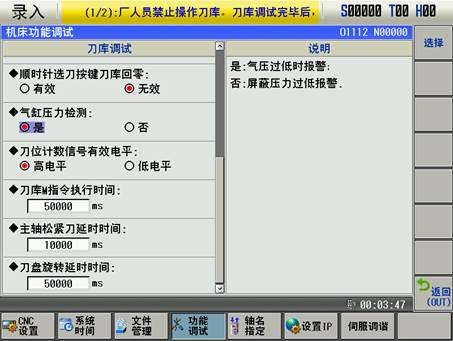 录入
(1/2):厂人员禁止操作刀库。刀库调试完毕后,
S00000 T00 H00
机床功能调试
O1112 N00000
刀库调试
◆顺时针选刀按键刀库回零:
有效 无效
◆气缸压力检测:
是 否
◆刀位计数信号有效电平:
高电平 低电平
◆刀库M指令执行时间:
50000 ms
◆主轴松紧刀延时时间:
10000 ms
◆刀盘旋转延时时间:
50000 ms
说明
是:气压过低时报警;
否:屏蔽压力过低报警.
选择
返回
(OUT)
00:03:47
CNC
设置
系统
时间
文件
管理
功能
调试
轴名
指定
设置IP
伺服调谐